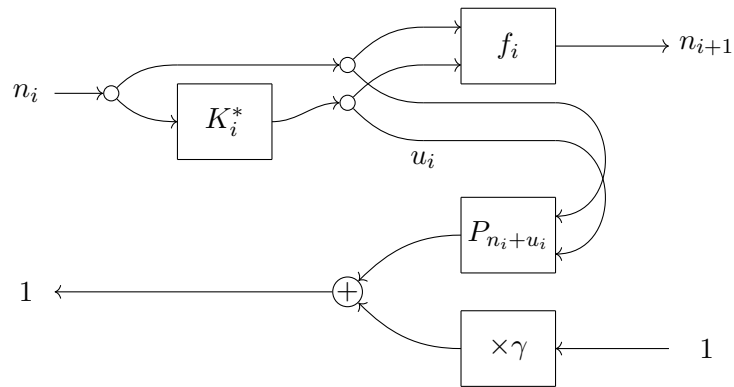 f_i
n_{i+1}
n_i
K_i^*
u_i
P_{n_i+u_i}
1
+
×γ
1